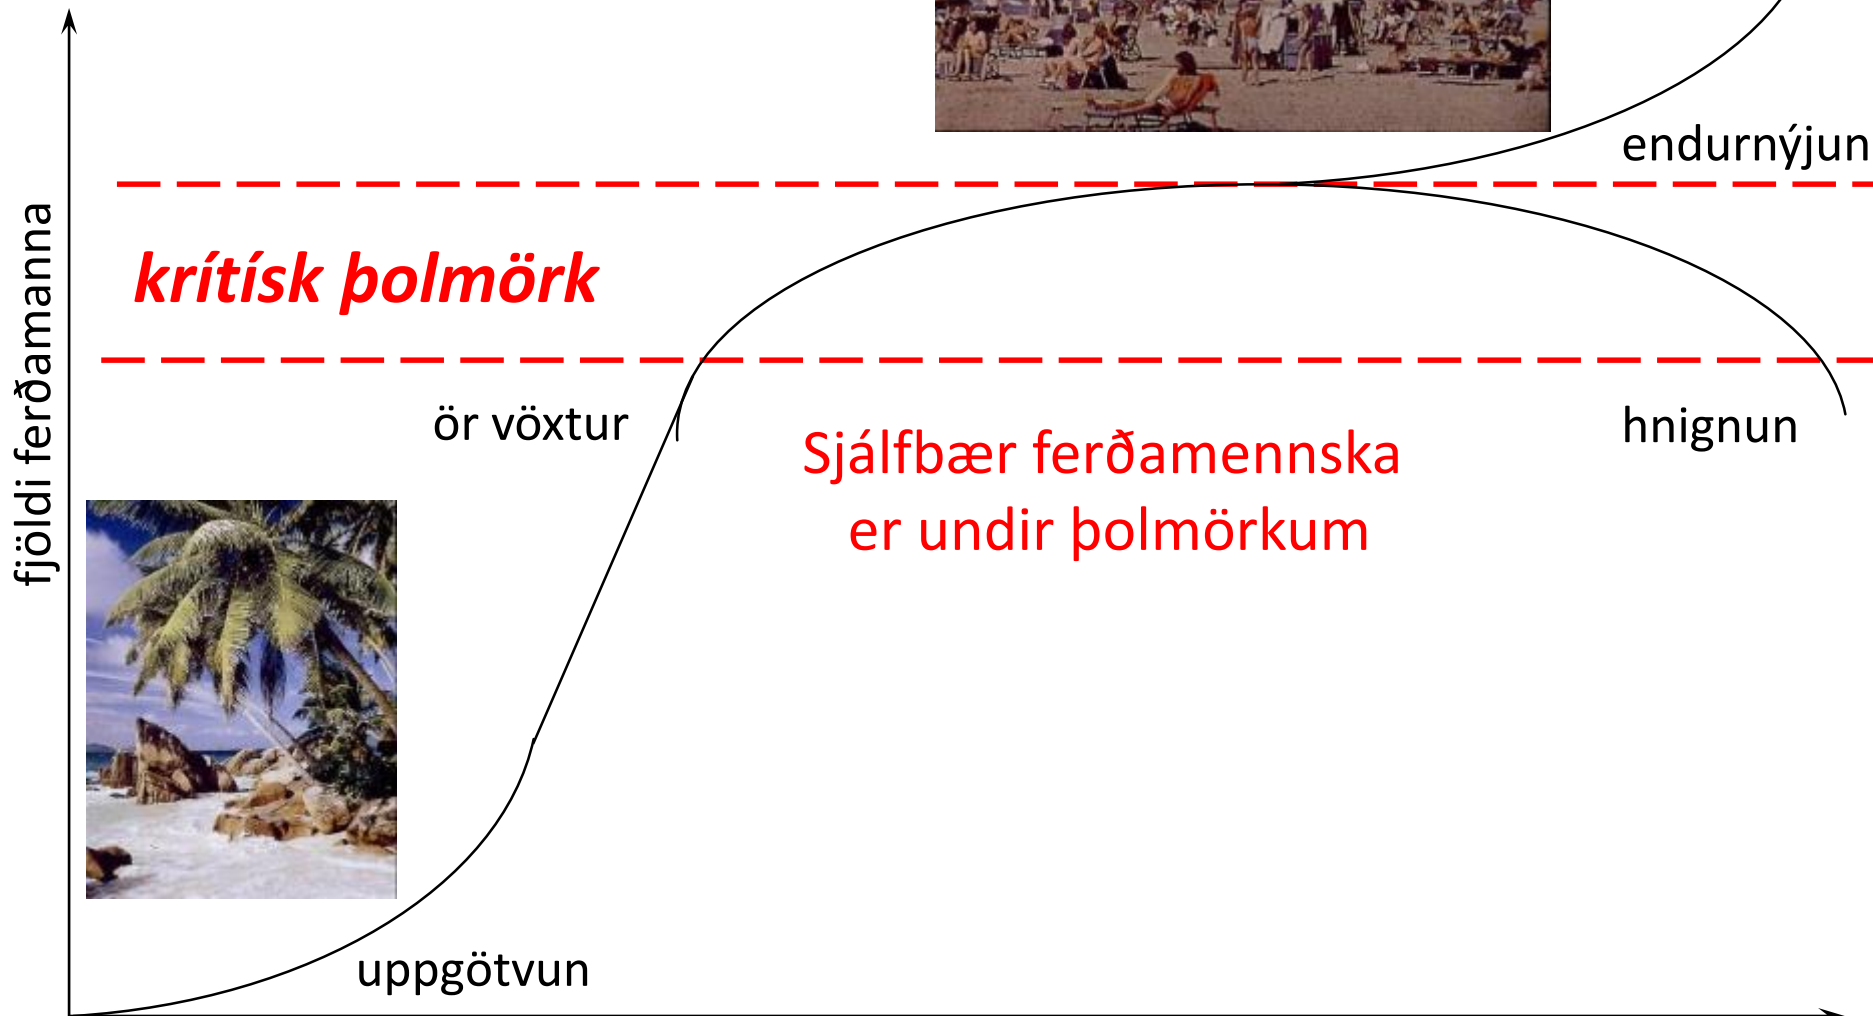 endurnýjun
krítísk þolmörk
fjöldi ferðamanna
ör vöxtur
hnignun
Sjálfbær ferðamennska
er undir þolmörkum
uppgötvun